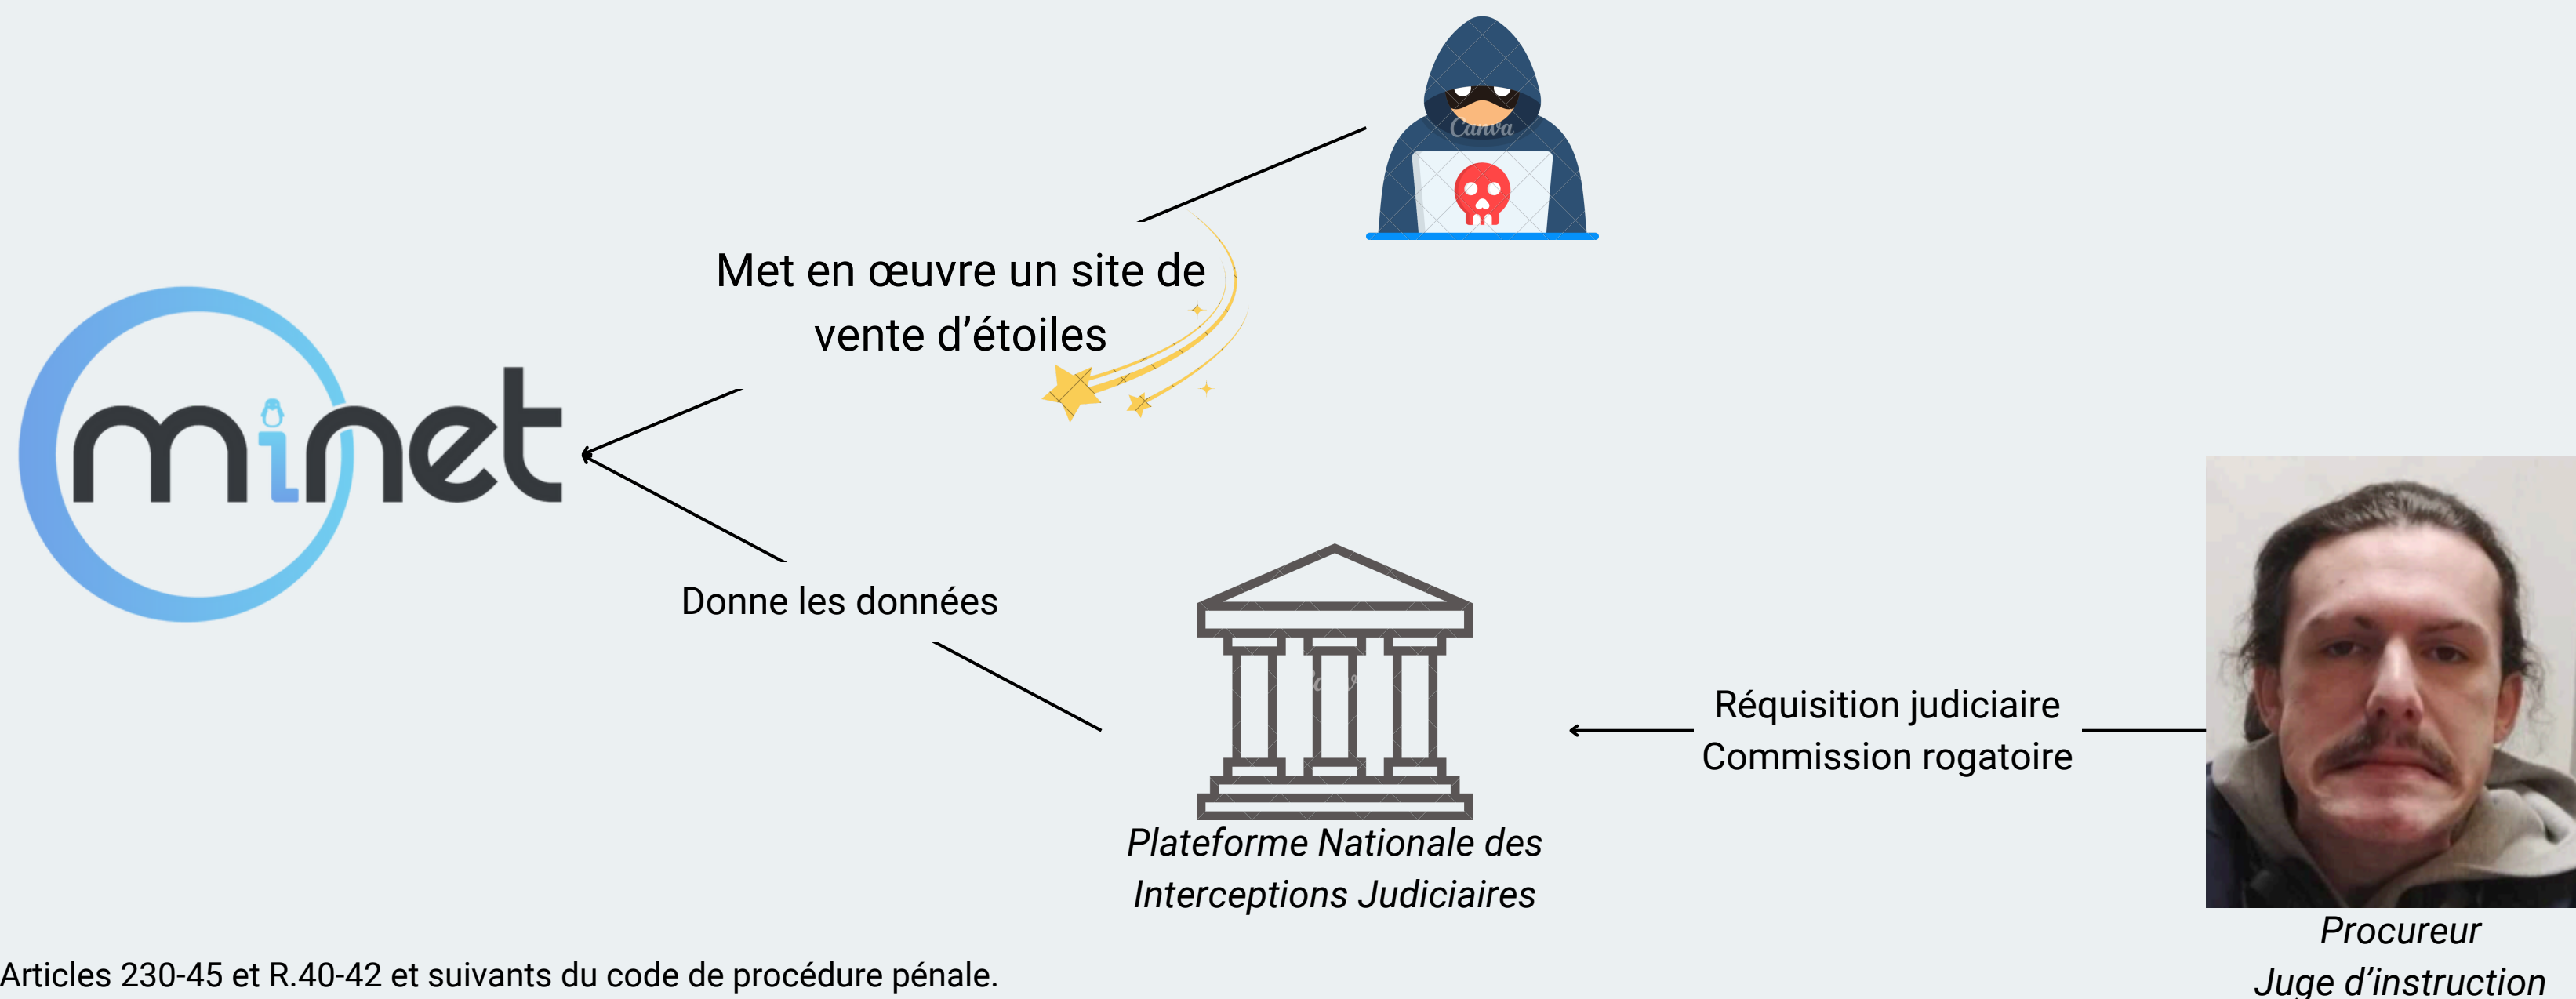 Canva
Met en œuvre un site de
vente d’étoiles
minet
Donne les données
Réquisition judiciaire
Commission rogatoire
Plateforme Nationale des
Interceptions Judiciaires
Procureur
Juge d’instruction
Articles 230-45 et R.40-42 et suivants du code de procédure pénale.